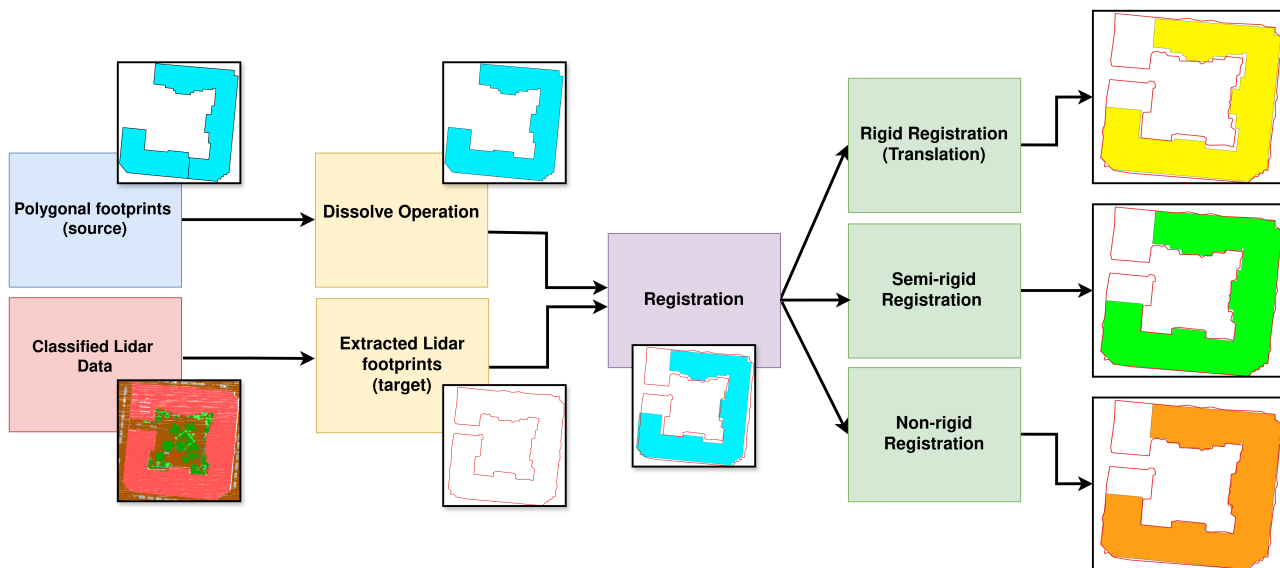 Polygonal footprints
(source)
Dissolve Operation
Classified Lidar
Data
Extracted Lidar
footprints
(target)
Registration
Rigid Registration
(Translation)
Semi-rigid
Registration
Non-rigid
Registration